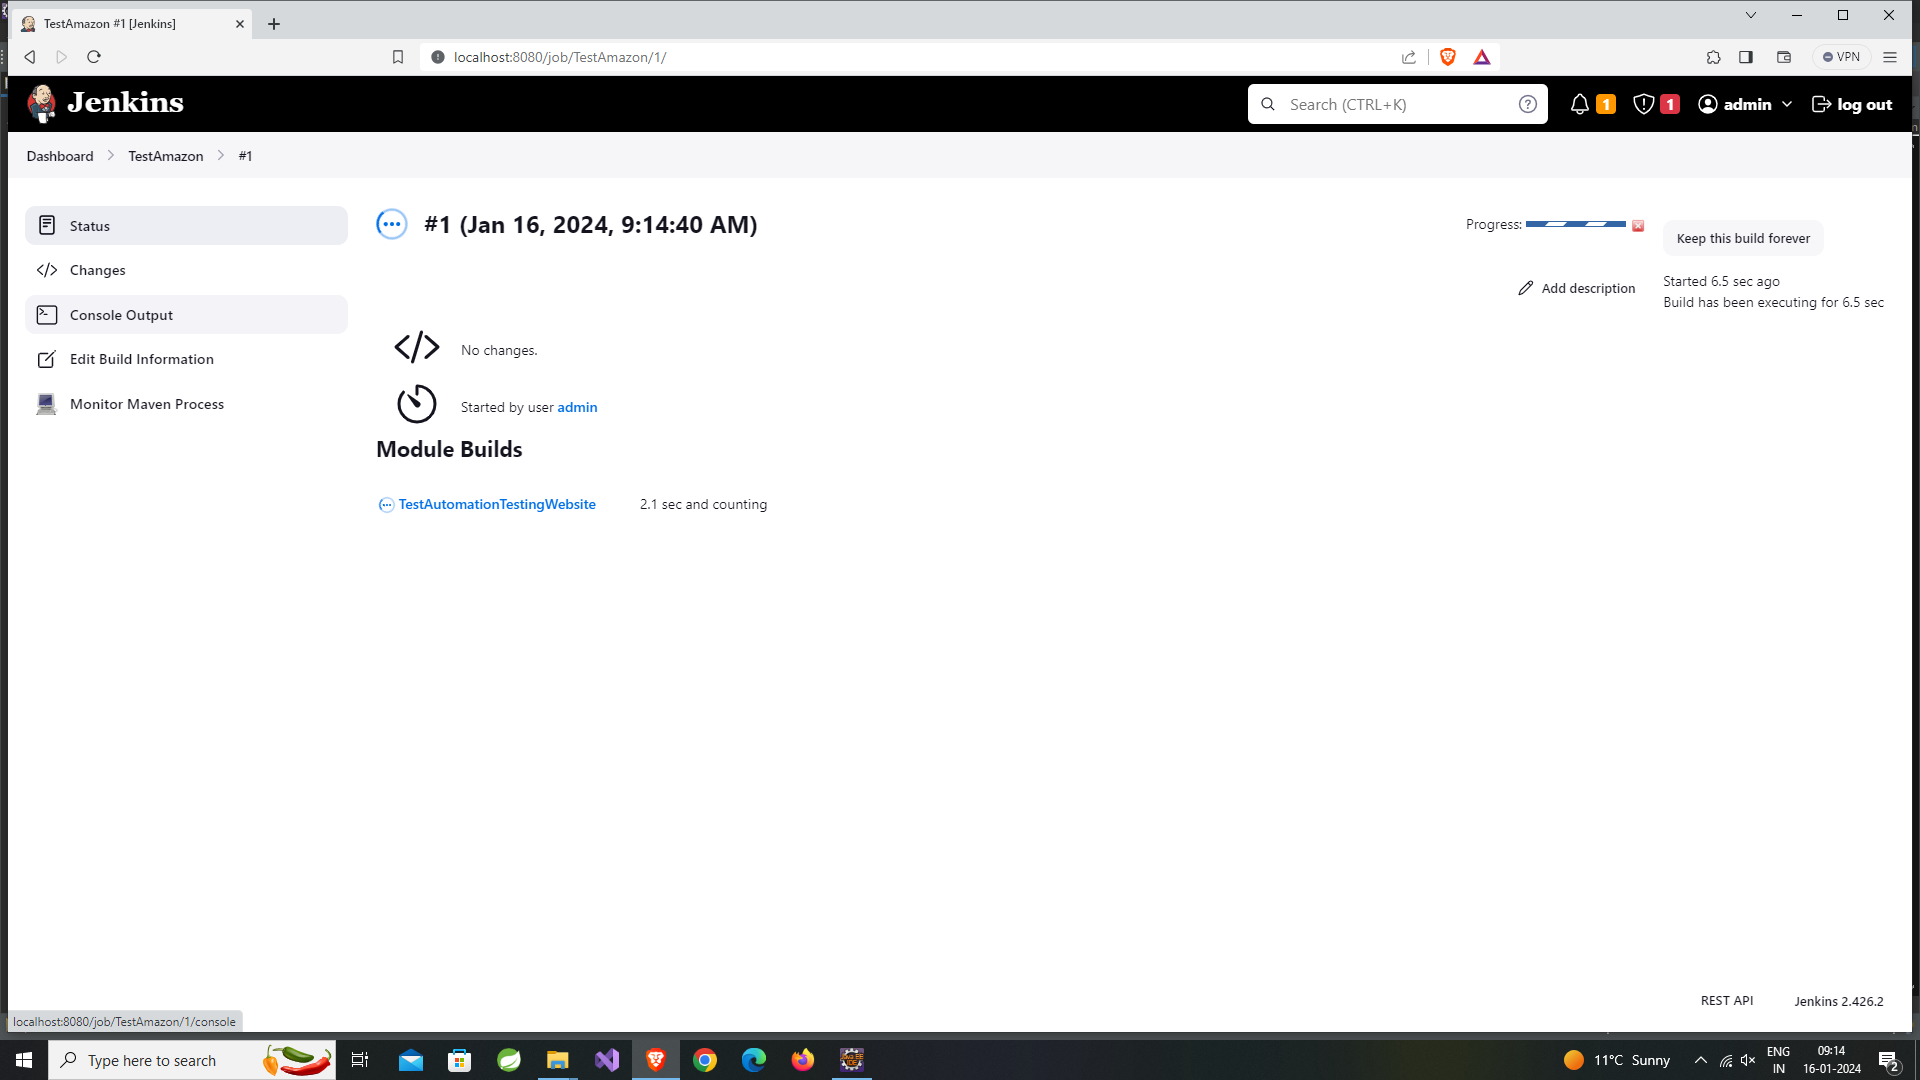 TestAmazon #1 [Jenkins]
localhost:8080/job/TestAmazon/1/
VPN
Jenkins
Search (CTRL+K)
1
1
admin
log out
Dashboard
TestAmazon
#1
Status
#1 (Jan 16, 2024, 9:14:40 AM)
Progress:
Keep this build forever
Changes
Add description
Started 6.5 sec ago
Build has been executing for 6.5 sec
Console Output
No changes.
Edit Build Information
Monitor Maven Process
Started by user admin
Module Builds
TestAutomationTestingWebsite
2.1 sec and counting
REST API
Jenkins 2.426.2
localhost:8080/job/TestAmazon/1/console
Type here to search
11°C Sunny
ENG
IN
09:14
16-01-2024
2